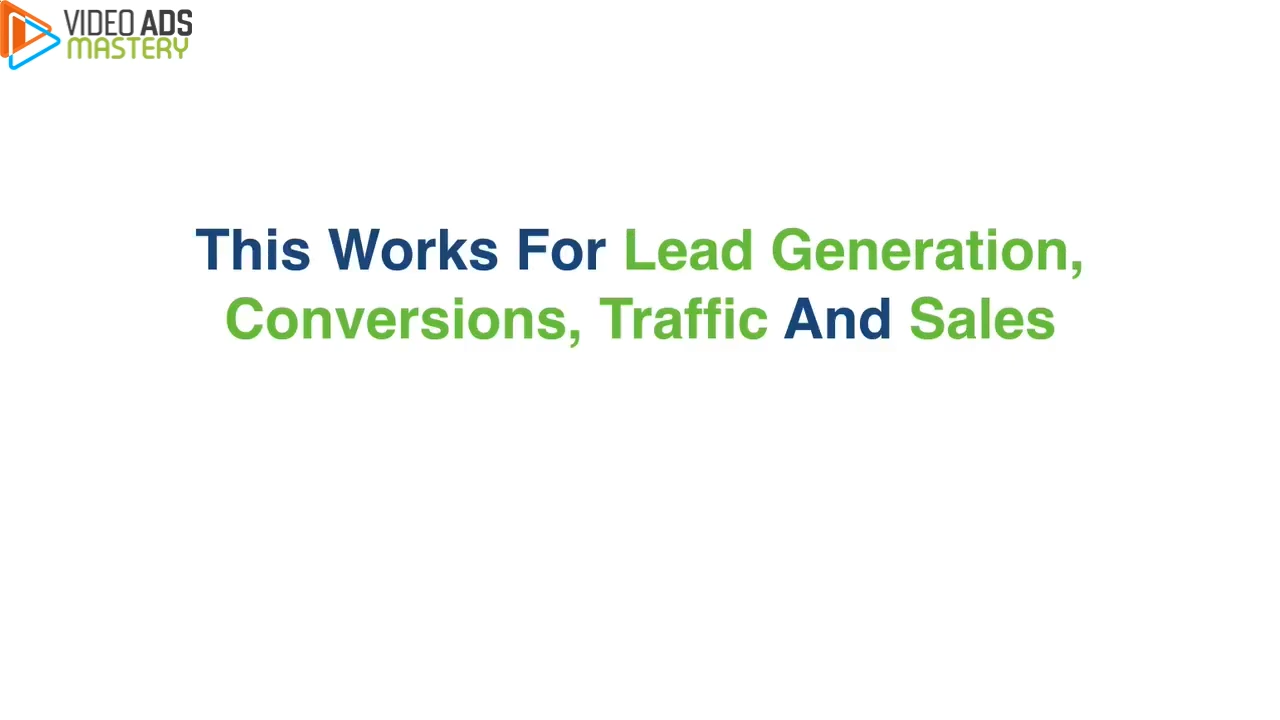 VIDEO ADS
MASTERY
This Works For Lead Generation,
Conversions, Traffic And Sales